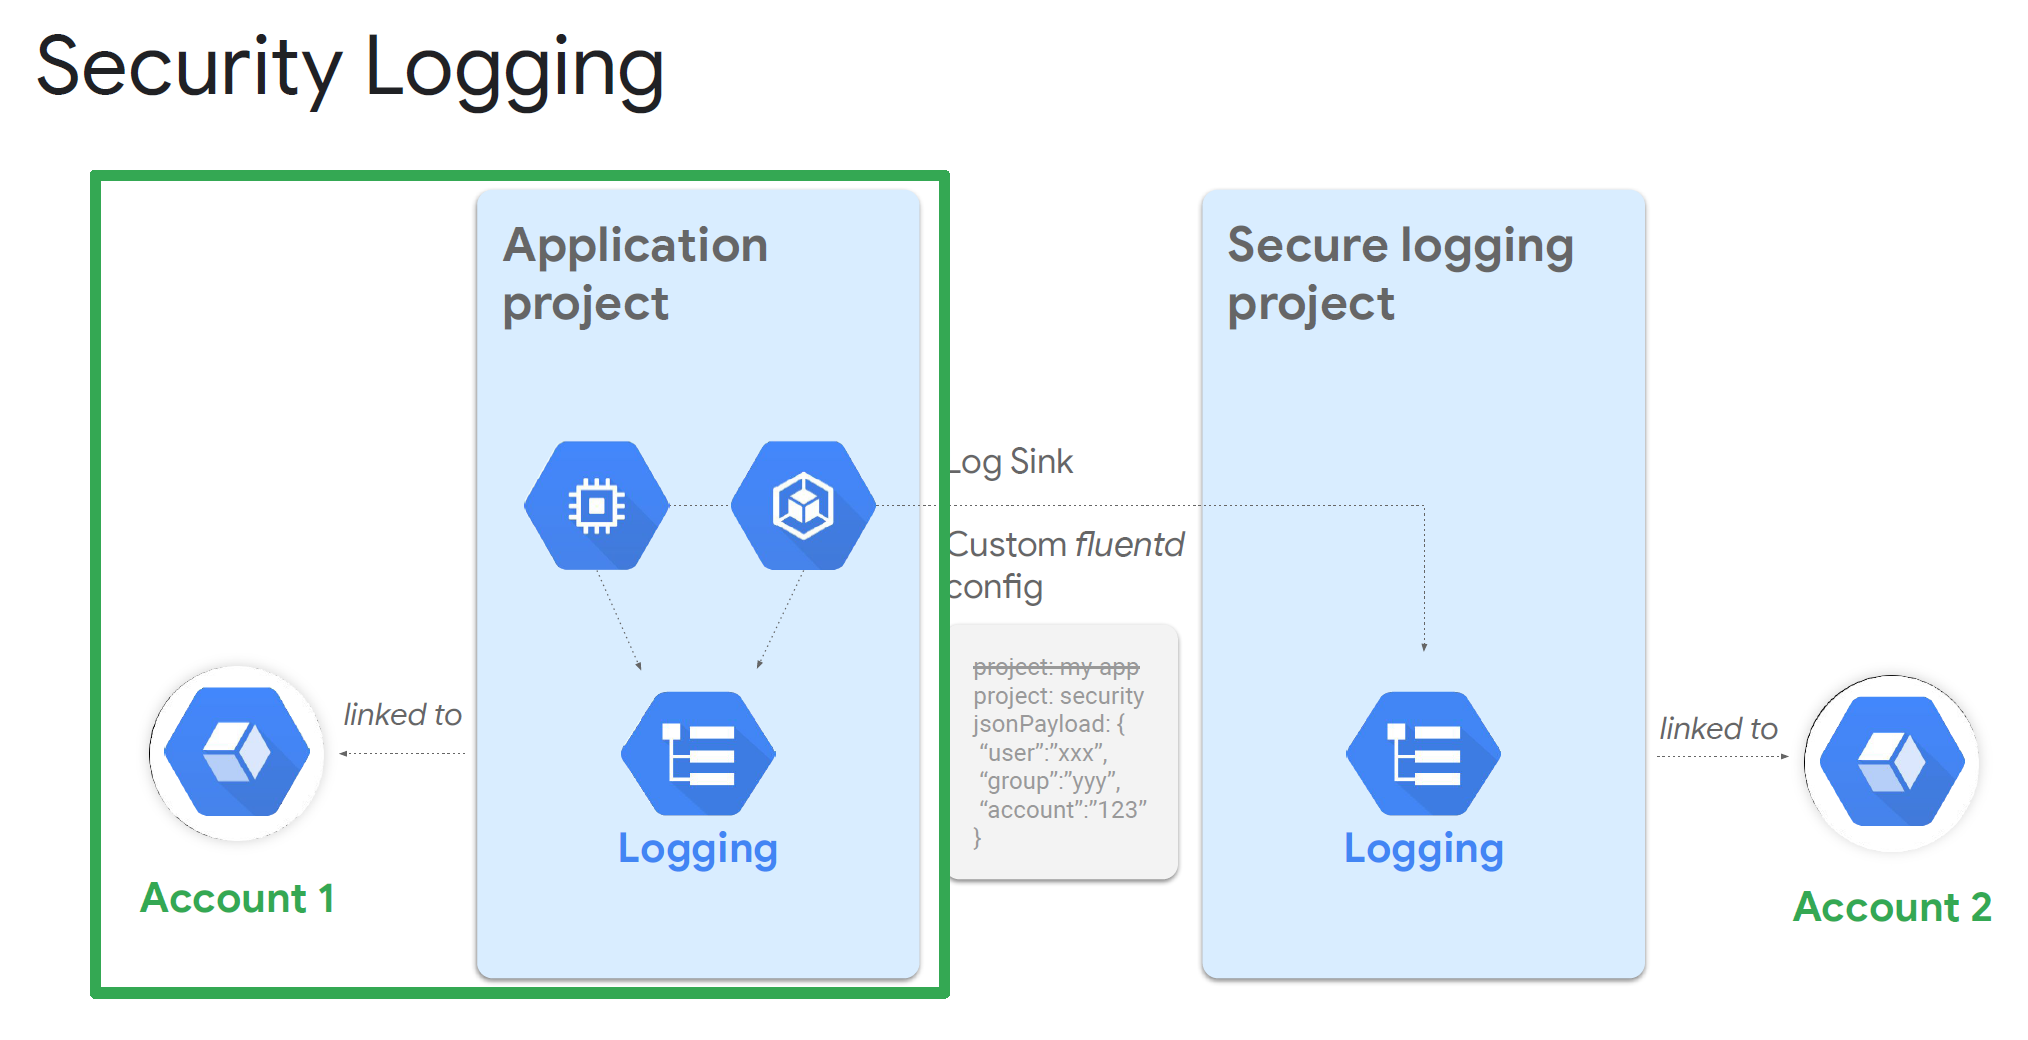 Security Logging
Application
project
Secure logging
project
Log Sink
Custom fluentd
config
project: my-app
project: security
jsonPayload: {
“user”:”xxx”,
“group”:”yyy”,
“account”:”123”
}
linked to
linked to
Logging
Logging
Account 1
Account 2